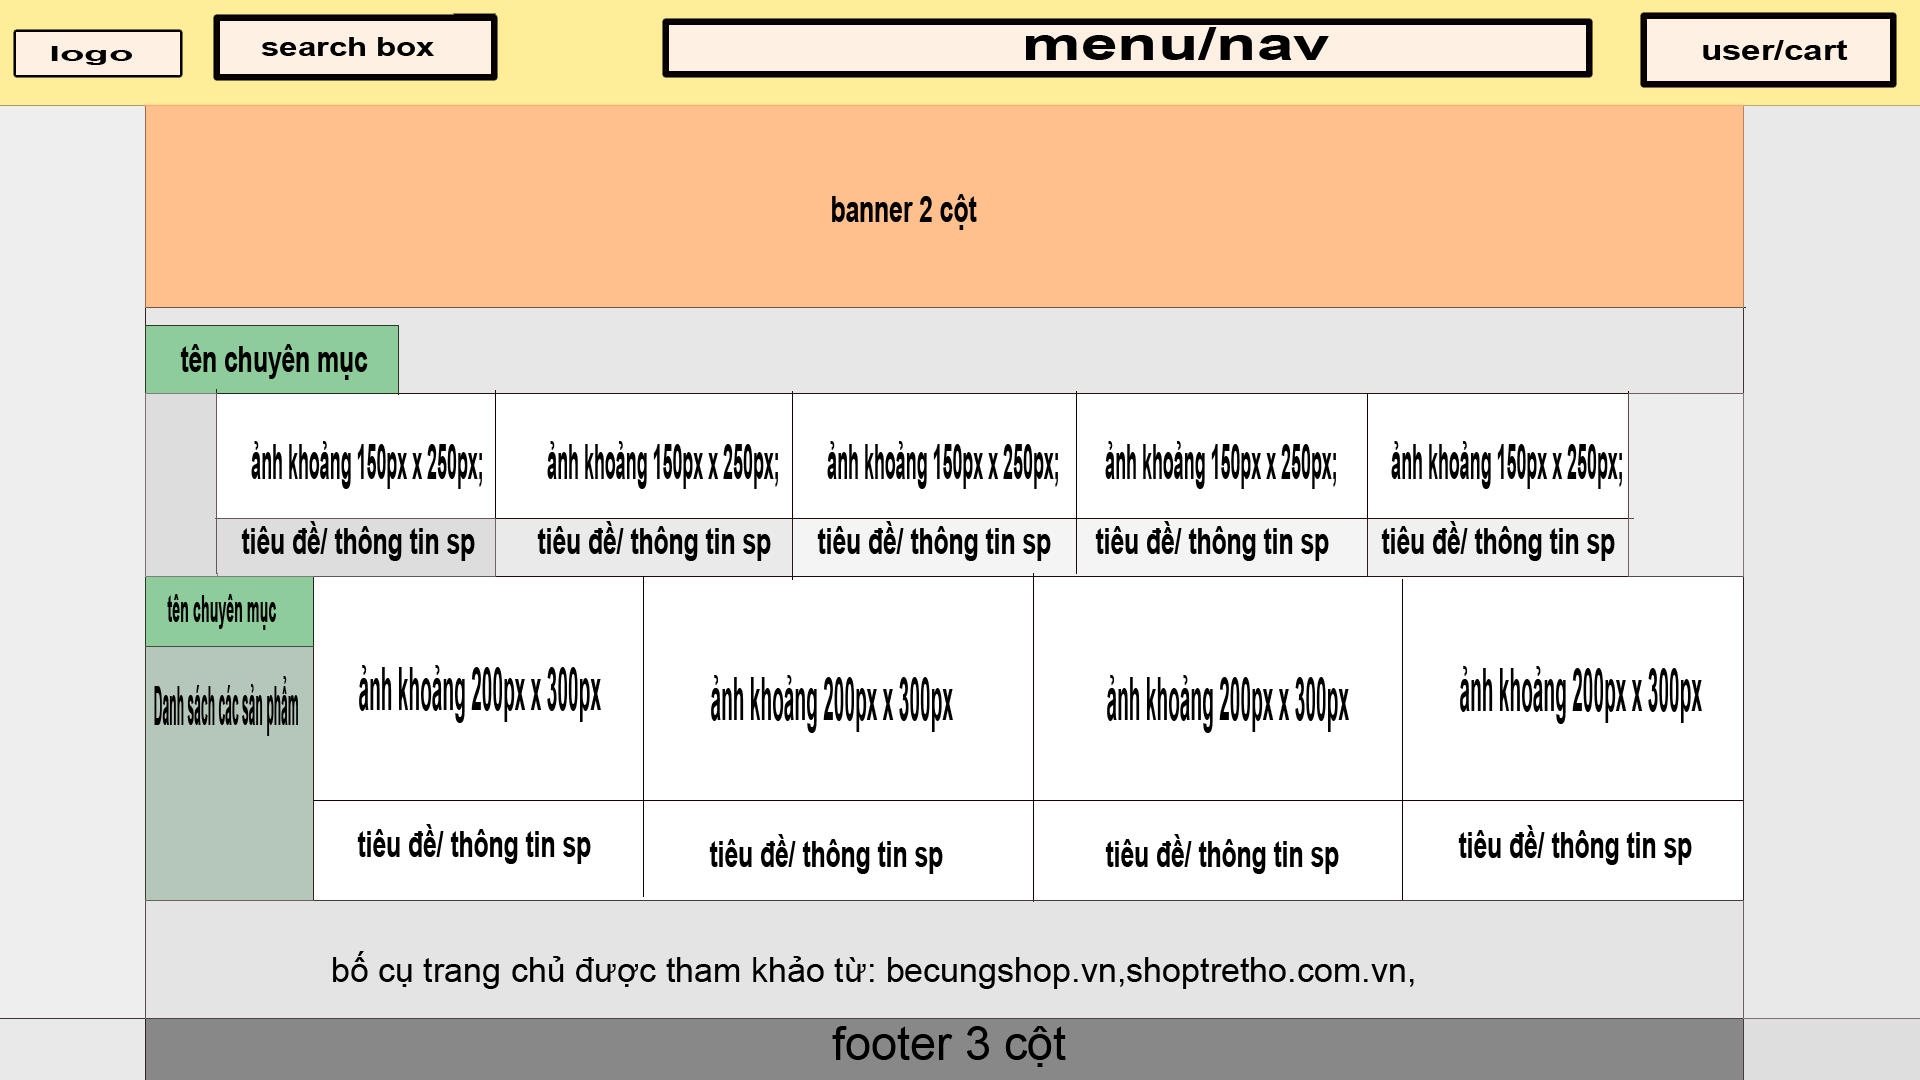 logo
search box
menu/nav
user/cart
banner 2 cột
tên chuyên mục
ảnh khoảng 150px x 250px;
ảnh khoảng 150px x 250px;
ảnh khoảng 150px x 250px;
ảnh khoảng 150px x 250px;
ảnh khoảng 150px x 250px;
tiêu đề/ thông tin sp
tiêu đề/ thông tin sp
tiêu đề/ thông tin sp
tiêu đề/ thông tin sp
tiêu đề/ thông tin sp
tên chuyên mục
Danh sách các sản phẩm
ảnh khoảng 200px x 300px
ảnh khoảng 200px x 300px
ảnh khoảng 200px x 300px
ảnh khoảng 200px x 300px
tiêu đề/ thông tin sp
tiêu đề/ thông tin sp
tiêu đề/ thông tin sp
tiêu đề/ thông tin sp
bố cụ trang chủ được tham khảo từ: becungshop.vn,shoptretho.com.vn,
footer 3 cột